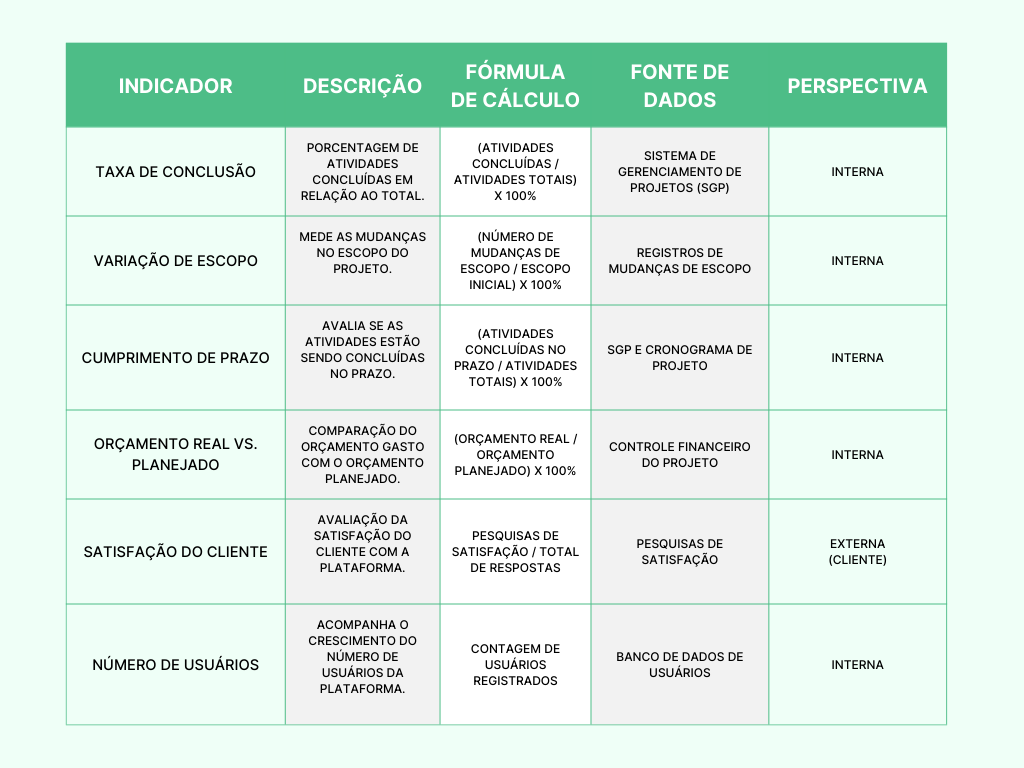 INDICADOR
DESCRIÇÃO
FÓRMULA
DE CÁLCULO
FONTE DE
DADOS
PERSPECTIVA
TAXA DE CONCLUSÃO
PORCENTAGEM DE
ATIVIDADES
CONCLUÍDAS EM
RELAÇÃO AO TOTAL.
(ATIVIDADES
CONCLUÍDAS /
ATIVIDADES TOTAIS)
X 100%
SISTEMA DE
GERENCIAMENTO DE
PROJETOS (SGP)
INTERNA
VARIAÇÃO DE ESCOPO
MEDE AS MUDANÇAS
NO ESCOPO DO
PROJETO.
(NÚMERO DE
MUDANÇAS DE
ESCOPO / ESCOPO
INICIAL) X 100%
REGISTROS DE
MUDANÇAS DE ESCOPO
INTERNA
CUMPRIMENTO DE PRAZO
AVALIA SE AS
ATIVIDADES ESTÃO
SENDO CONCLUÍDAS
NO PRAZO.
(ATIVIDADES
CONCLUÍDAS NO
PRAZO / ATIVIDADES
TOTAIS) X 100%
SGP E CRONOGRAMA DE
PROJETO
INTERNA
ORÇAMENTO REAL VS.
PLANEJADO
COMPARAÇÃO DO
ORÇAMENTO GASTO
COM O ORÇAMENTO
PLANEJADO.
(ORÇAMENTO REAL /
ORÇAMENTO
PLANEJADO) X 100%
CONTROLE FINANCEIRO
DO PROJETO
INTERNA
SATISFAÇÃO DO CLIENTE
AVALIAÇÃO DA
SATISFAÇÃO DO
CLIENTE COM A
PLATAFORMA.
PESQUISAS DE
SATISFAÇÃO / TOTAL
DE RESPOSTAS
PESQUISAS DE
SATISFAÇÃO
EXTERNA
(CLIENTE)
NÚMERO DE USUÁRIOS
ACOMPANHA O
CRESCIMENTO DO
NÚMERO DE
USUÁRIOS DA
PLATAFORMA.
CONTAGEM DE
USUÁRIOS
REGISTRADOS
BANCO DE DADOS DE
USUÁRIOS
INTERNA